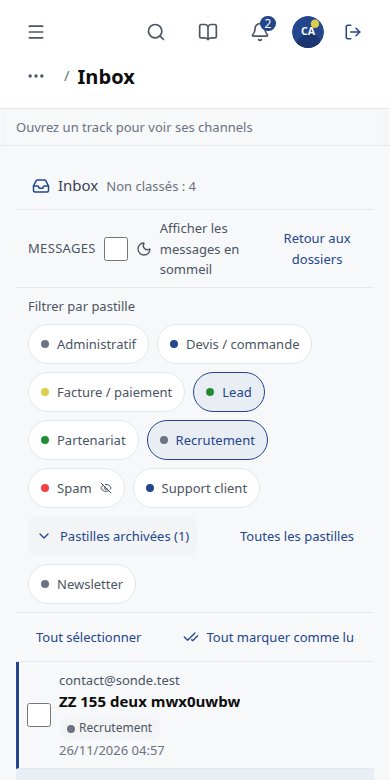 2
CA
... / Inbox
Ouvrez un track pour voir ses channels
Inbox Non classés : 4
MESSAGES
Afficher les
messages en
sommeil
Retour aux
dossiers
Filtrer par pastille
Administratif
Devis / commande
Facture / paiement
Lead
Partenariat
Recrutement
Spam
Support client
Pastilles archivées (1)
Toutes les pastilles
Newsletter
Tout sélectionner
Tout marquer comme lu
contact@sonde.test
ZZ 155 deux mwx0uwbw
Recrutement
26/11/2026 04:57